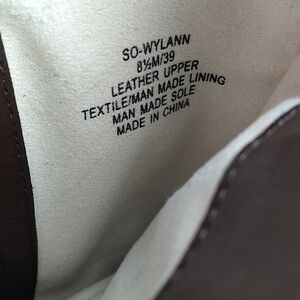 SO-WYLANN
8½M/39
LEATHER UPPER
TEXTILE/MAN MADE LINING
MAN MADE SOLE
MADE IN CHINA